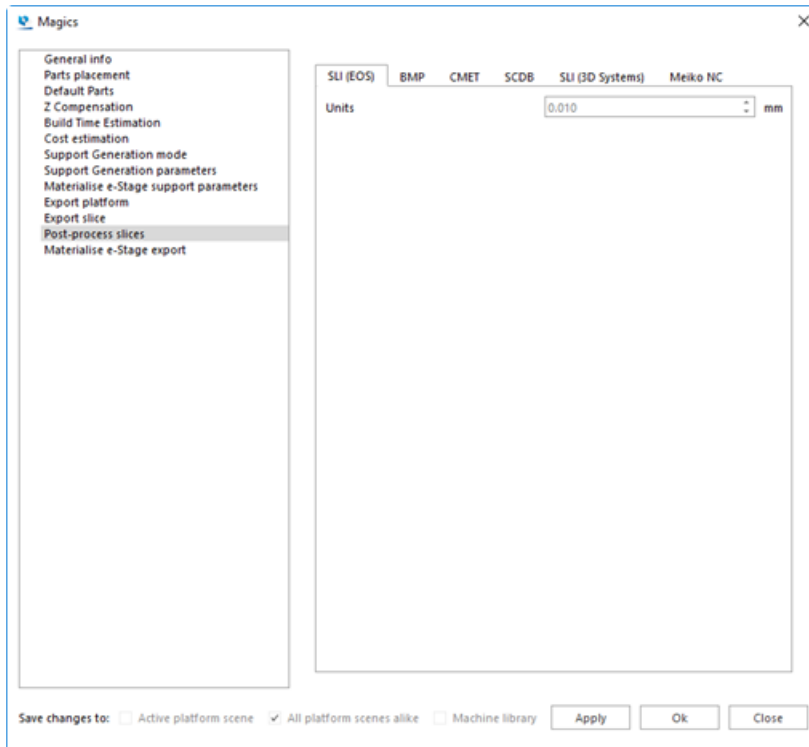 Magics
General info
Parts placement
Default Parts
Z Compensation
Build Time Estimation
Cost estimation
Support Generation mode
Support Generation parameters
Materialise e-Stage support parameters
Export platform
Export slice
Post-process slices
Materialise e-Stage export
SLI (EOS) BMP CMET SCDB SLI (3D Systems) Meiko NC
Units 0.010 mm
Save changes to: Active platform scene All platform scenes alike Machine library Apply Ok Close